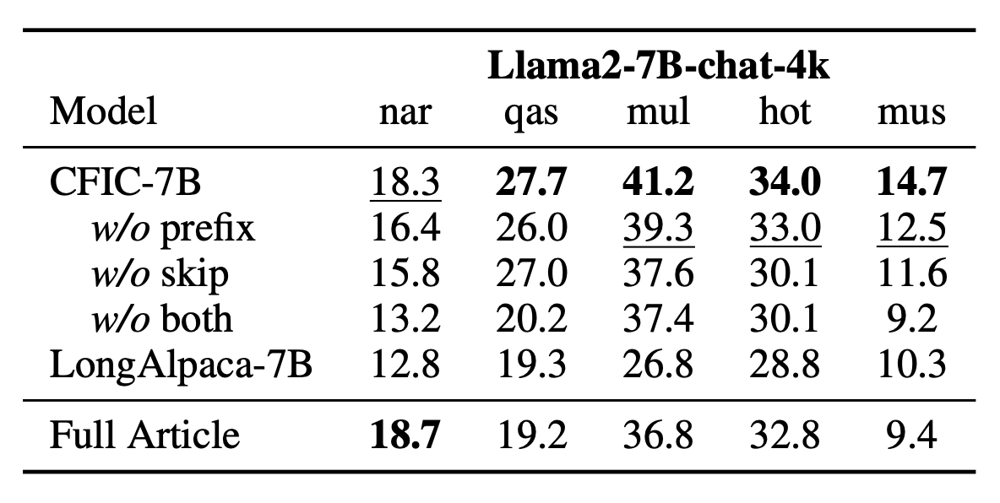 Llama2-7B-chat-4k
Model nar qas mul hot mus
CFIC-7B 18.3 27.7 41.2 34.0 14.7
w/o prefix 16.4 26.0 39.3 33.0 12.5
w/o skip 15.8 27.0 37.6 30.1 11.6
w/o both 13.2 20.2 37.4 30.1 9.2
LongAlpaca-7B 12.8 19.3 26.8 28.8 10.3
Full Article 18.7 19.2 36.8 32.8 9.4